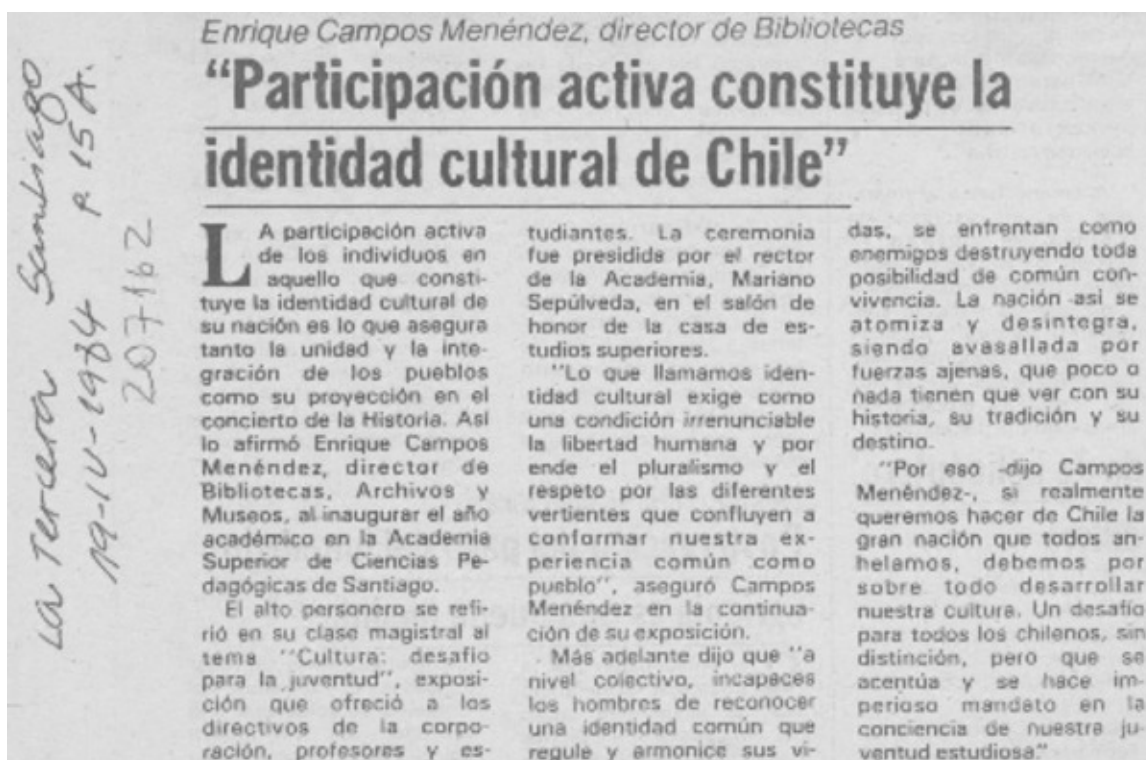 Enrique Campos Menéndez, director de Bibliotecas
“Participación activa constituye la
identidad cultural de Chile”
LA participación activa
de los individuos en
aquello que consti-
tuye la identidad cultural de
su nación es lo que asegura
tanto la unidad y la inte-
gración de los pueblos
como su proyección en el
concierto de la Historia. Así
lo afirmó Enrique Campos
Menéndez, director de
Bibliotecas, Archivos y
Museos, al inaugurar el año
académico en la Academia
Superior de Ciencias Pe-
dagógicas de Santiago.
El alto personero se refi-
rió en su clase magistral al
tema “Cultura: desafío
para la juventud”, exposi-
ción que ofreció a los
directivos de la corpo-
ración, profesores y es-
tudiantes. La ceremonia
fue presidida por el rector
de la Academia, Mariano
Sepúlveda, en el salón de
honor de la casa de es-
tudios superiores.
“Lo que llamamos iden-
tidad cultural exige como
una condición irrenunciable
la libertad humana y por
ende el pluralismo y el
respeto por las diferentes
vertientes que confluyen a
conformar nuestra ex-
periencia común como
pueblo”, aseguró Campos
Menéndez en la continua-
ción de su exposición.
Más adelante dijo que “a
nivel colectivo, incapaces
los hombres de reconocer
una identidad común que
regule y armonice sus vi-
das, se enfrentan como
enemigos destruyendo toda
posibilidad de común con-
vivencia. La nación así se
atomiza y desintegra,
siendo avasallada por
fuerzas ajenas, que poco o
nada tienen que ver con su
historia, su tradición y su
destino.
“Por eso -dijo Campos
Menéndez-, si realmente
queremos hacer de Chile la
gran nación que todos an-
helamos, debemos por
sobre todo desarrollar
nuestra cultura. Un desafío
para todos los chilenos, sin
distinción, pero que se
acentúa y se hace im-
perioso mandato en la
conciencia de nuestra ju-
ventud estudiosa.”
La Tercera Santiago
19-IV-1984 P. 15 A.
207162